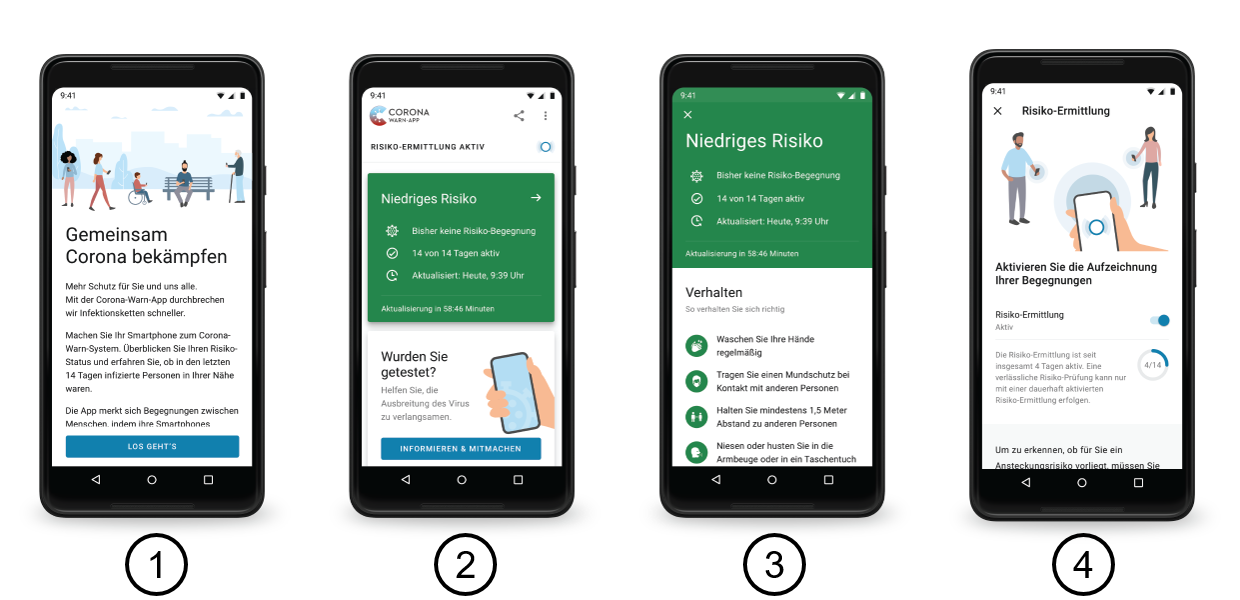 9:41
Gemeinsam
Corona bekämpfen
Mehr Schutz für Sie und uns alle.
Mit der Corona-Warn-App durchbrechen
wir Infektionsketten schneller.
Machen Sie Ihr Smartphone zum Corona-
Warn-System. Überblicken Sie Ihren Risiko-
Status und erfahren Sie, ob in den letzten
14 Tagen infizierte Personen in Ihrer Nähe
waren.
Die App merkt sich Begegnungen zwischen
Menschen, indem ihre Smartphones
LOS GEHT'S
1
9:41
CORONA
WARN-APP
RISIKO-ERMITTLUNG AKTIV
Niedriges Risiko
Bisher keine Risiko-Begegnung
14 von 14 Tagen aktiv
Aktualisiert: Heute, 9:39 Uhr
Aktualisierung in 58:46 Minuten
Wurden Sie
getestet?
Helfen Sie, die
Ausbreitung des Virus
zu verlangsamen.
INFORMIEREN & MITMACHEN
2
9:41
Niedriges Risiko
Bisher keine Risiko-Begegnung
14 von 14 Tagen aktiv
Aktualisiert: Heute, 9:39 Uhr
Aktualisierung in 58:46 Minuten
Verhalten
So verhalten Sie sich richtig
Waschen Sie Ihre Hände
regelmäßig
Tragen Sie einen Mundschutz bei
Kontakt mit anderen Personen
Halten Sie mindestens 1,5 Meter
Abstand zu anderen Personen
Niesen oder husten Sie in die
Armbeuge oder in ein Taschentuch
3
9:41
Risiko-Ermittlung
Aktivieren Sie die Aufzeichnung
Ihrer Begegnungen
Risiko-Ermittlung
Aktiv
Die Risiko-Ermittlung ist seit
insgesamt 4 Tagen aktiv. Eine
verlässliche Risiko-Prüfung kann nur
mit einer dauerhaft aktivierten
Risiko-Ermittlung erfolgen.
4/14
Um zu erkennen, ob für Sie ein
Ansteckungsrisiko vorliegt, müssen Sie
4